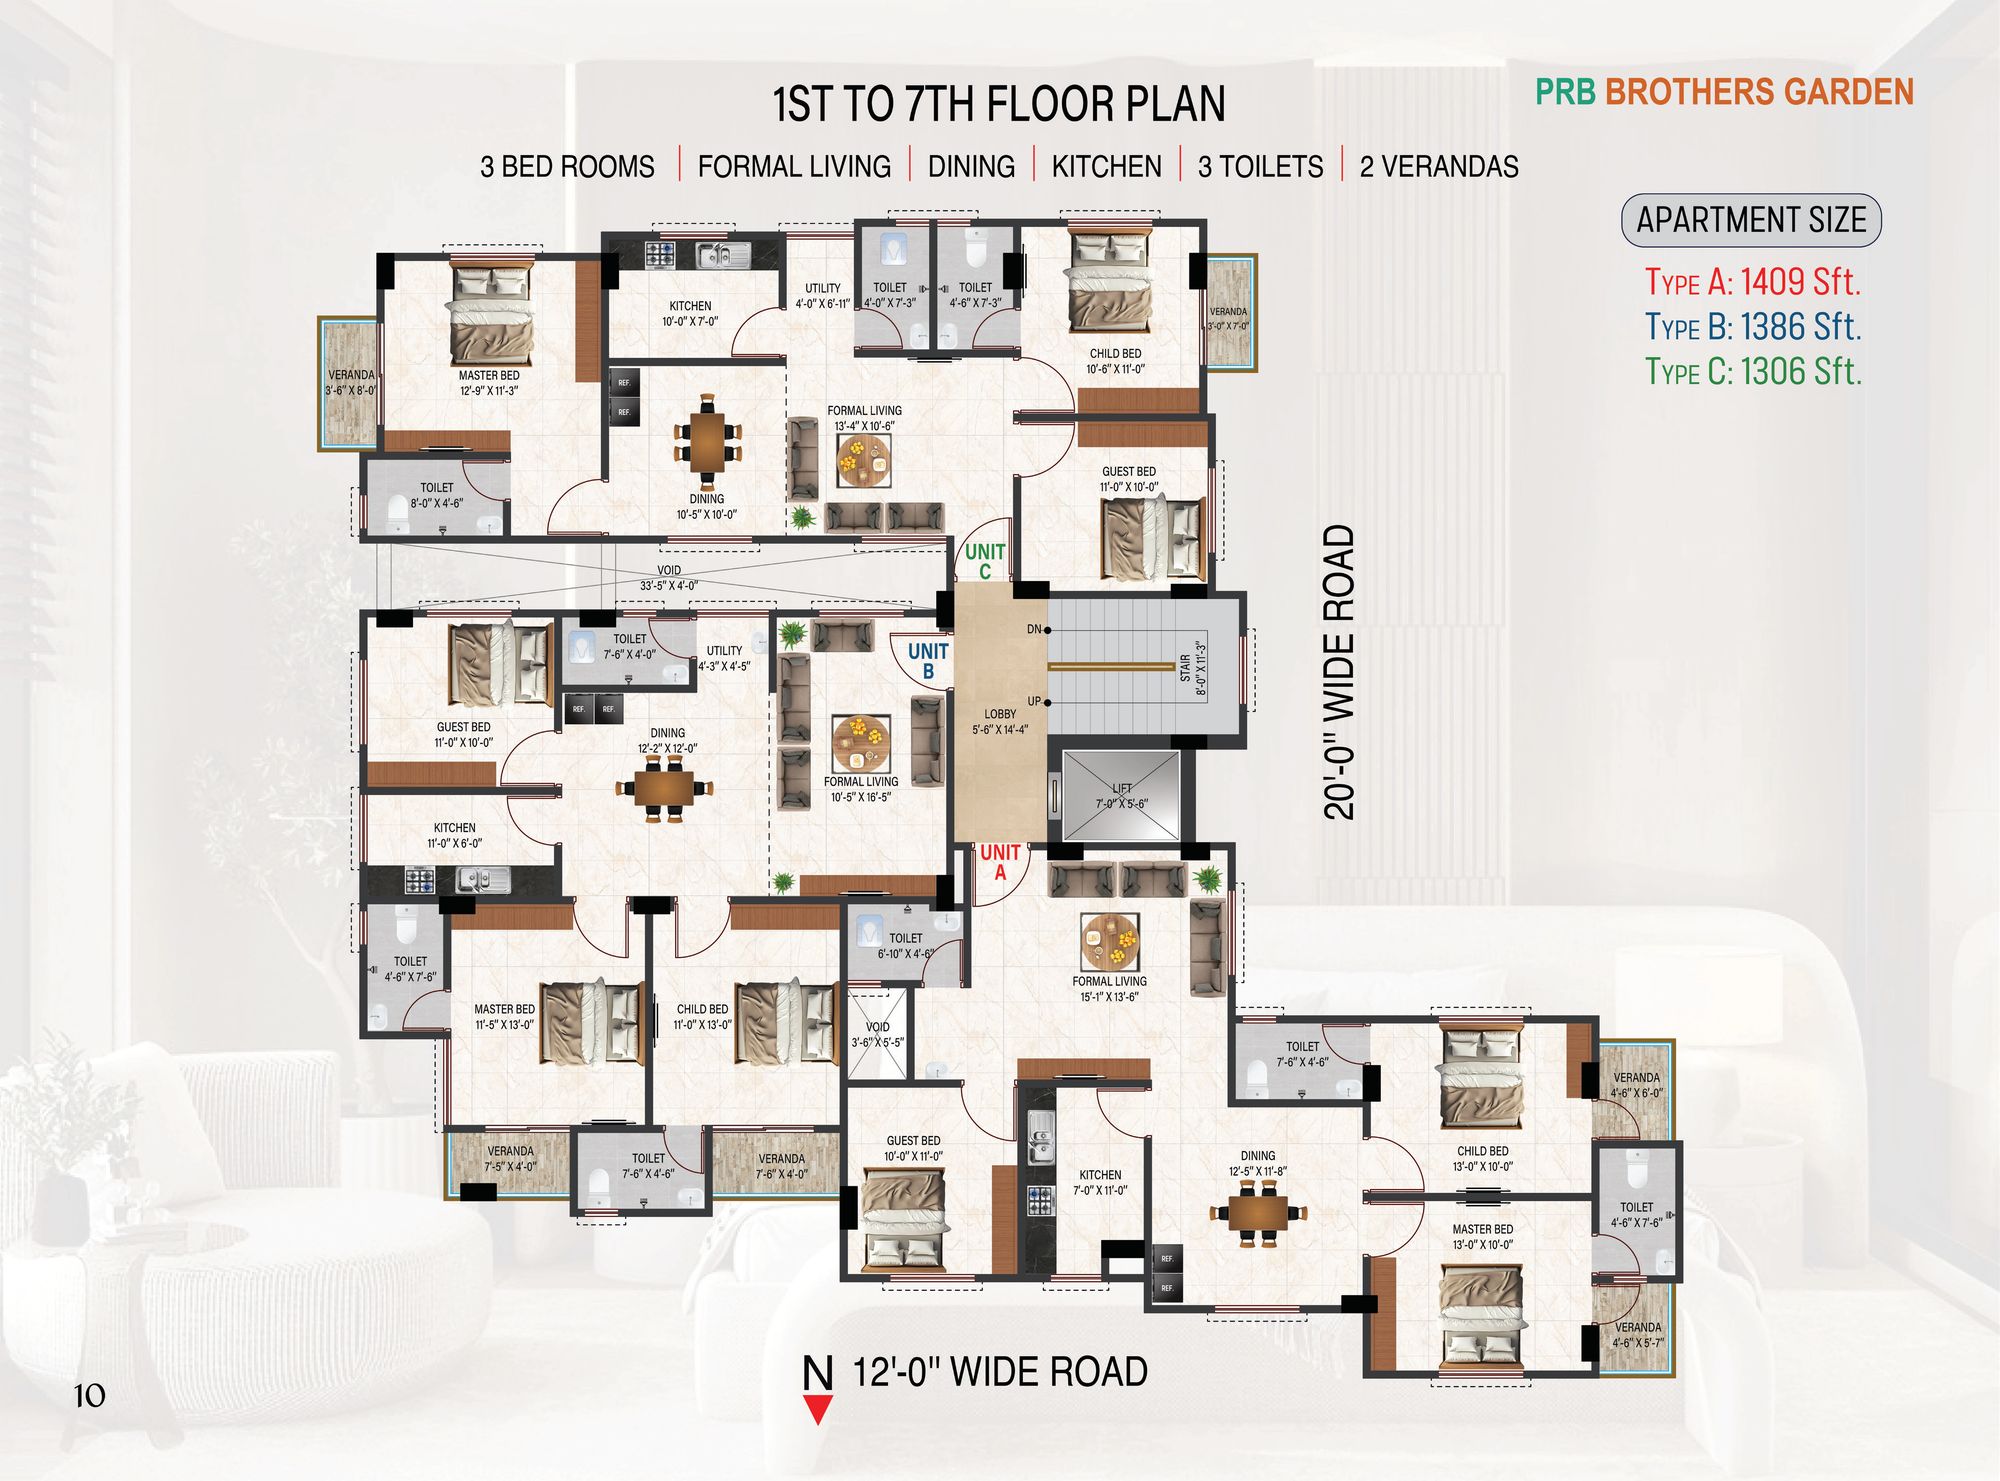 1ST TO 7TH FLOOR PLAN
PRB BROTHERS GARDEN
3 BED ROOMS | FORMAL LIVING | DINING | KITCHEN | 3 TOILETS | 2 VERANDAS
APARTMENT SIZE
TYPE A: 1409 Sft.
TYPE B: 1386 Sft.
TYPE C: 1306 Sft.
VERANDA
3'-6" X 8'-0"
MASTER BED
12'-9" X 11'-3"
KITCHEN
10'-0" X 7'-0"
UTILITY
4'-0" X 6'-11"
TOILET
4'-0" X 7'-3"
TOILET
4'-6" X 7'-3"
CHILD BED
10'-6" X 11'-0"
VERANDA
3'-0" X 7'-0"
REF.
REF.
FORMAL LIVING
13'-4" X 10'-6"
TOILET
8'-0" X 4'-6"
DINING
10'-5" X 10'-0"
GUEST BED
11'-0" X 10'-0"
UNIT
C
VOID
33'-5" X 4'-0"
TOILET
7'-6" X 4'-0"
UTILITY
4'-3" X 4'-5"
UNIT
B
DN
UP
STAIR
8'-0" X 11'-3"
LOBBY
5'-6" X 14'-4"
GUEST BED
11'-0" X 10'-0"
REF.
REF.
DINING
12'-2" X 12'-0"
FORMAL LIVING
10'-5" X 16'-5"
LIFT
7'-0" X 5'-6"
20'-0" WIDE ROAD
KITCHEN
11'-0" X 6'-0"
UNIT
A
TOILET
4'-6" X 7'-6"
MASTER BED
11'-5" X 13'-0"
CHILD BED
11'-0" X 13'-0"
TOILET
6'-10" X 4'-6"
VOID
3'-6" X 5'-5"
FORMAL LIVING
15'-1" X 13'-6"
TOILET
7'-6" X 4'-6"
VERANDA
4'-6" X 6'-0"
VERANDA
7'-5" X 4'-0"
TOILET
7'-6" X 4'-6"
VERANDA
7'-6" X 4'-0"
GUEST BED
10'-0" X 11'-0"
KITCHEN
7'-0" X 11'-0"
DINING
12'-5" X 11'-8"
CHILD BED
13'-0" X 10'-0"
MASTER BED
13'-0" X 10'-0"
TOILET
4'-6" X 7'-6"
REF.
REF.
VERANDA
4'-6" X 5'-7"
N 12'-0" WIDE ROAD
10